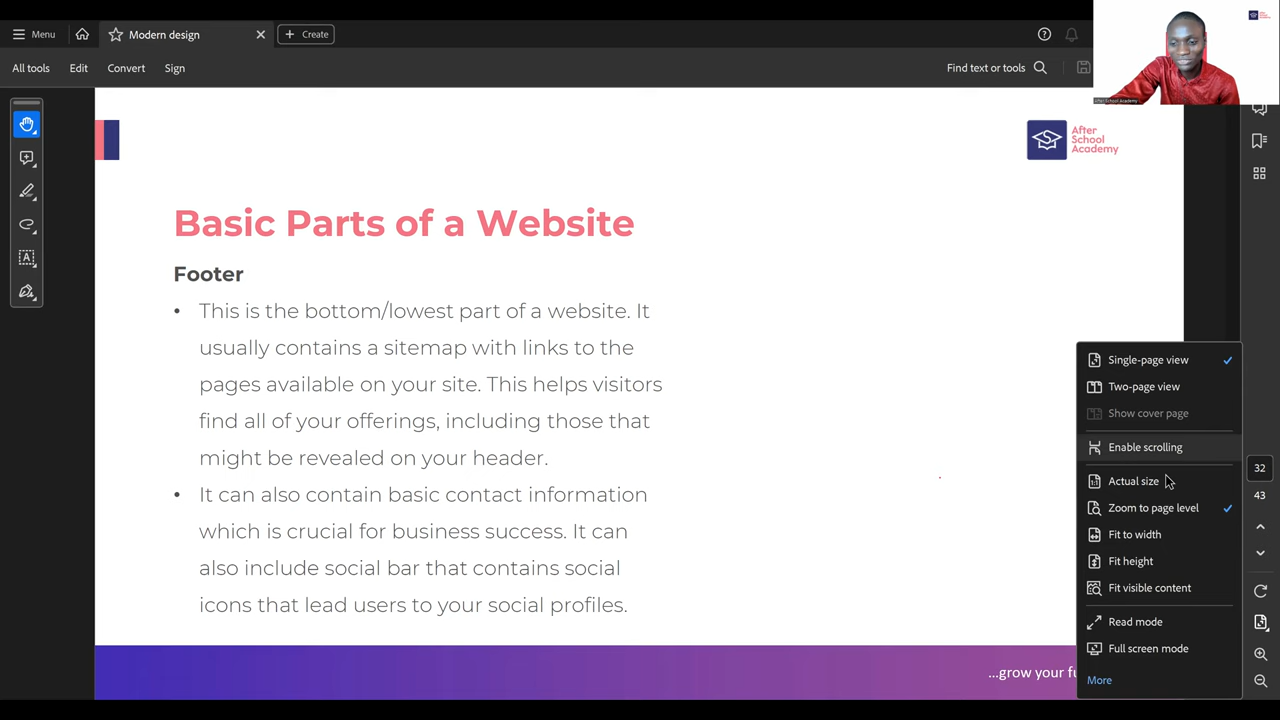 Menu
Modern design
Create
All tools
Edit
Convert
Sign
Find text or tools
After School Academy
After
School
Academy
Basic Parts of a Website
Footer
• This is the bottom/lowest part of a website. It
usually contains a sitemap with links to the
pages available on your site. This helps visitors
find all of your offerings, including those that
might be revealed on your header.
• It can also contain basic contact information
which is crucial for business success. It can
also include social bar that contains social
icons that lead users to your social profiles.
...grow your fu
Single-page view
Two-page view
Show cover page
Enable scrolling
Actual size
Zoom to page level
Fit to width
Fit height
Fit visible content
Read mode
Full screen mode
More
32
43